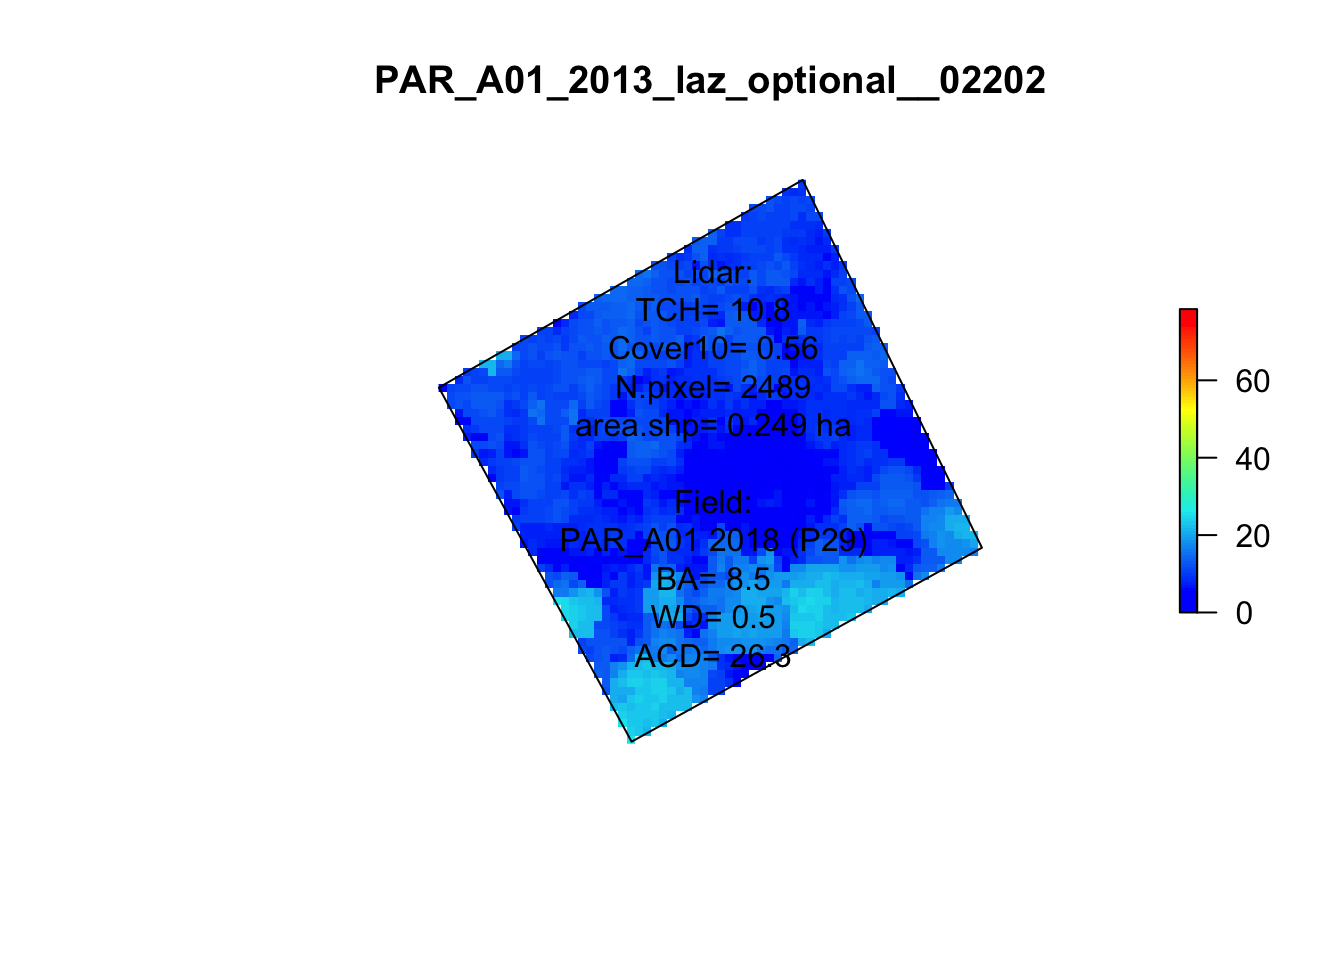 PAR_A01_2013_laz_optional__02202
Lidar:
TCH= 10.8
Cover10= 0.56
N.pixel= 2489
area.shp= 0.249 ha
Field:
PAR_A01 2018 (P29)
BA= 8.5
WD= 0.5
ACD= 26.3
60
40
20
0